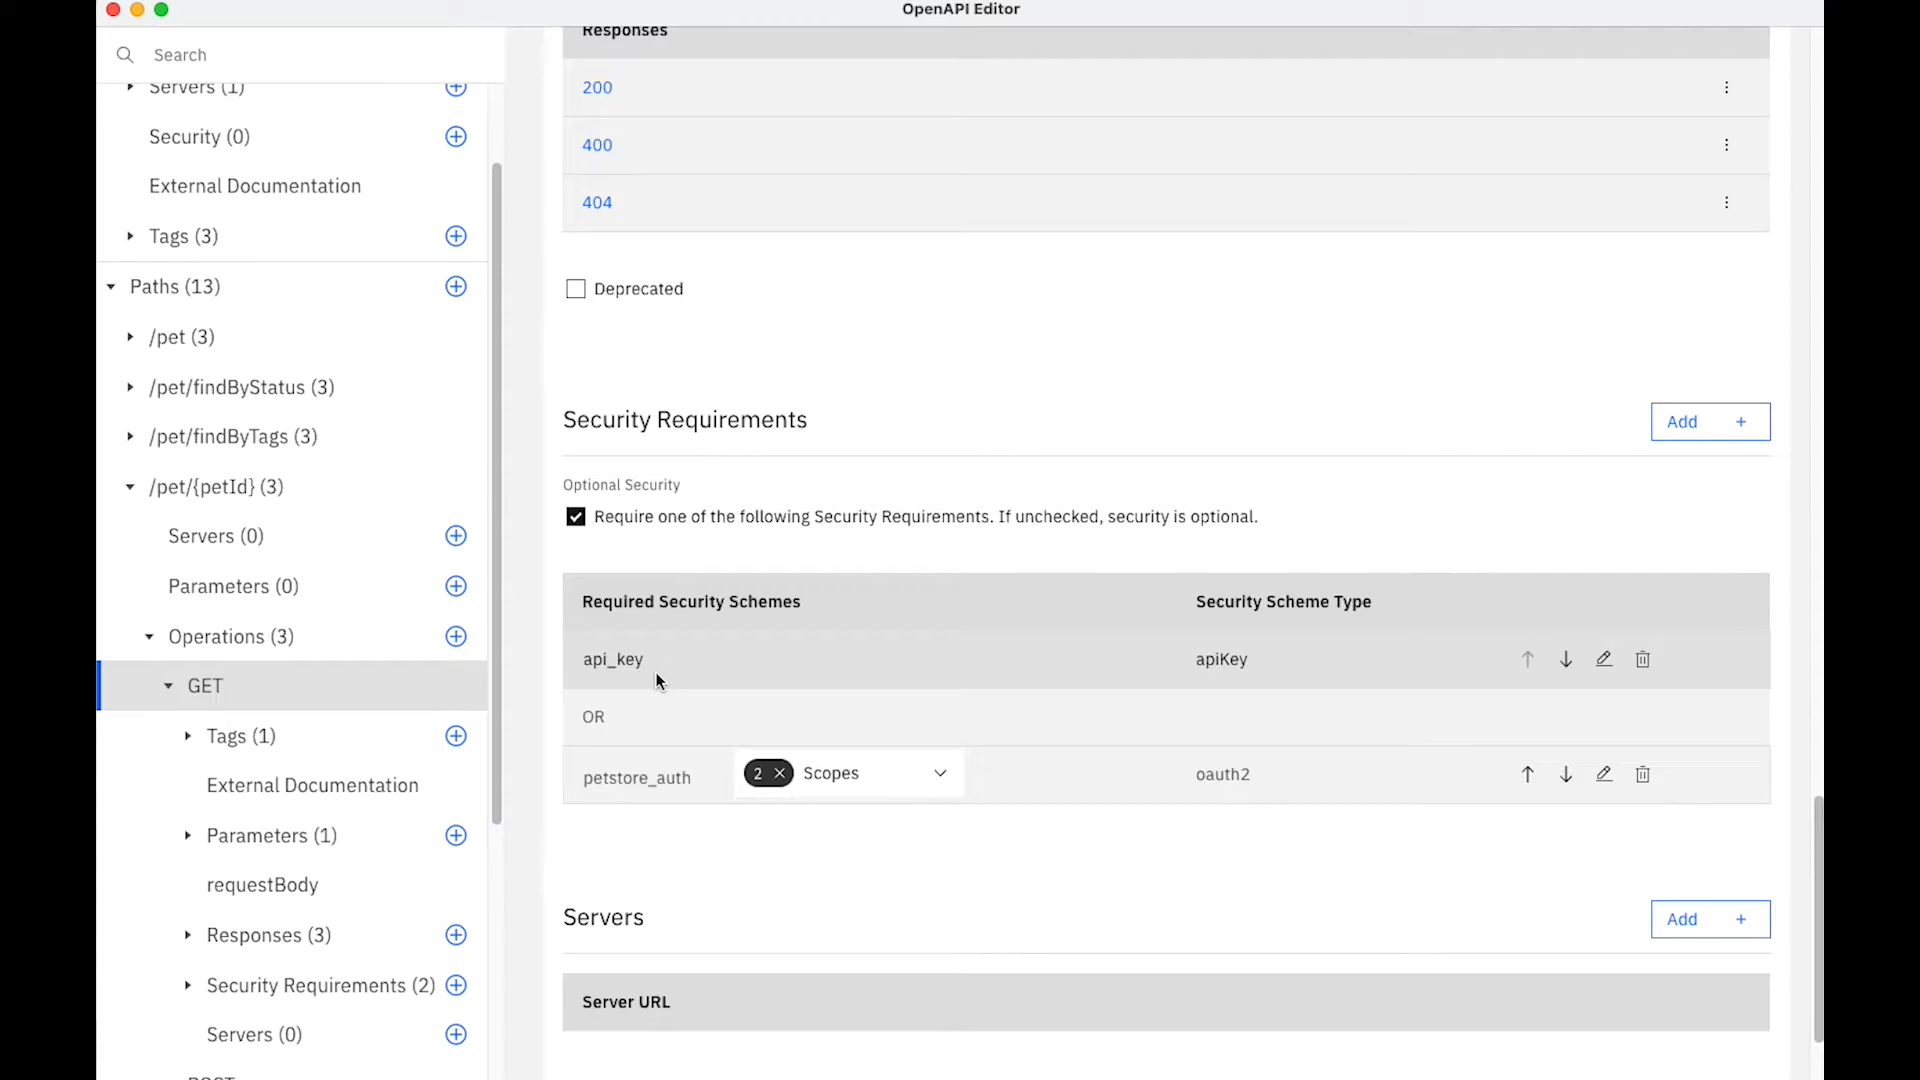 OpenAPI Editor
Search
Servers (1)
Security (0)
External Documentation
Tags (3)
Paths (13)
/pet (3)
/pet/findByStatus (3)
/pet/findByTags (3)
/pet/{petId} (3)
Servers (0)
Parameters (0)
Operations (3)
GET
Tags (1)
External Documentation
Parameters (1)
requestBody
Responses (3)
Security Requirements (2)
Servers (0)
POST
Responses
200
400
404
Deprecated
Security Requirements
Add +
Optional Security
Require one of the following Security Requirements. If unchecked, security is optional.
Required Security Schemes Security Scheme Type
api_key apiKey
OR
petstore_auth 2 × Scopes oauth2
Servers
Add +
Server URL